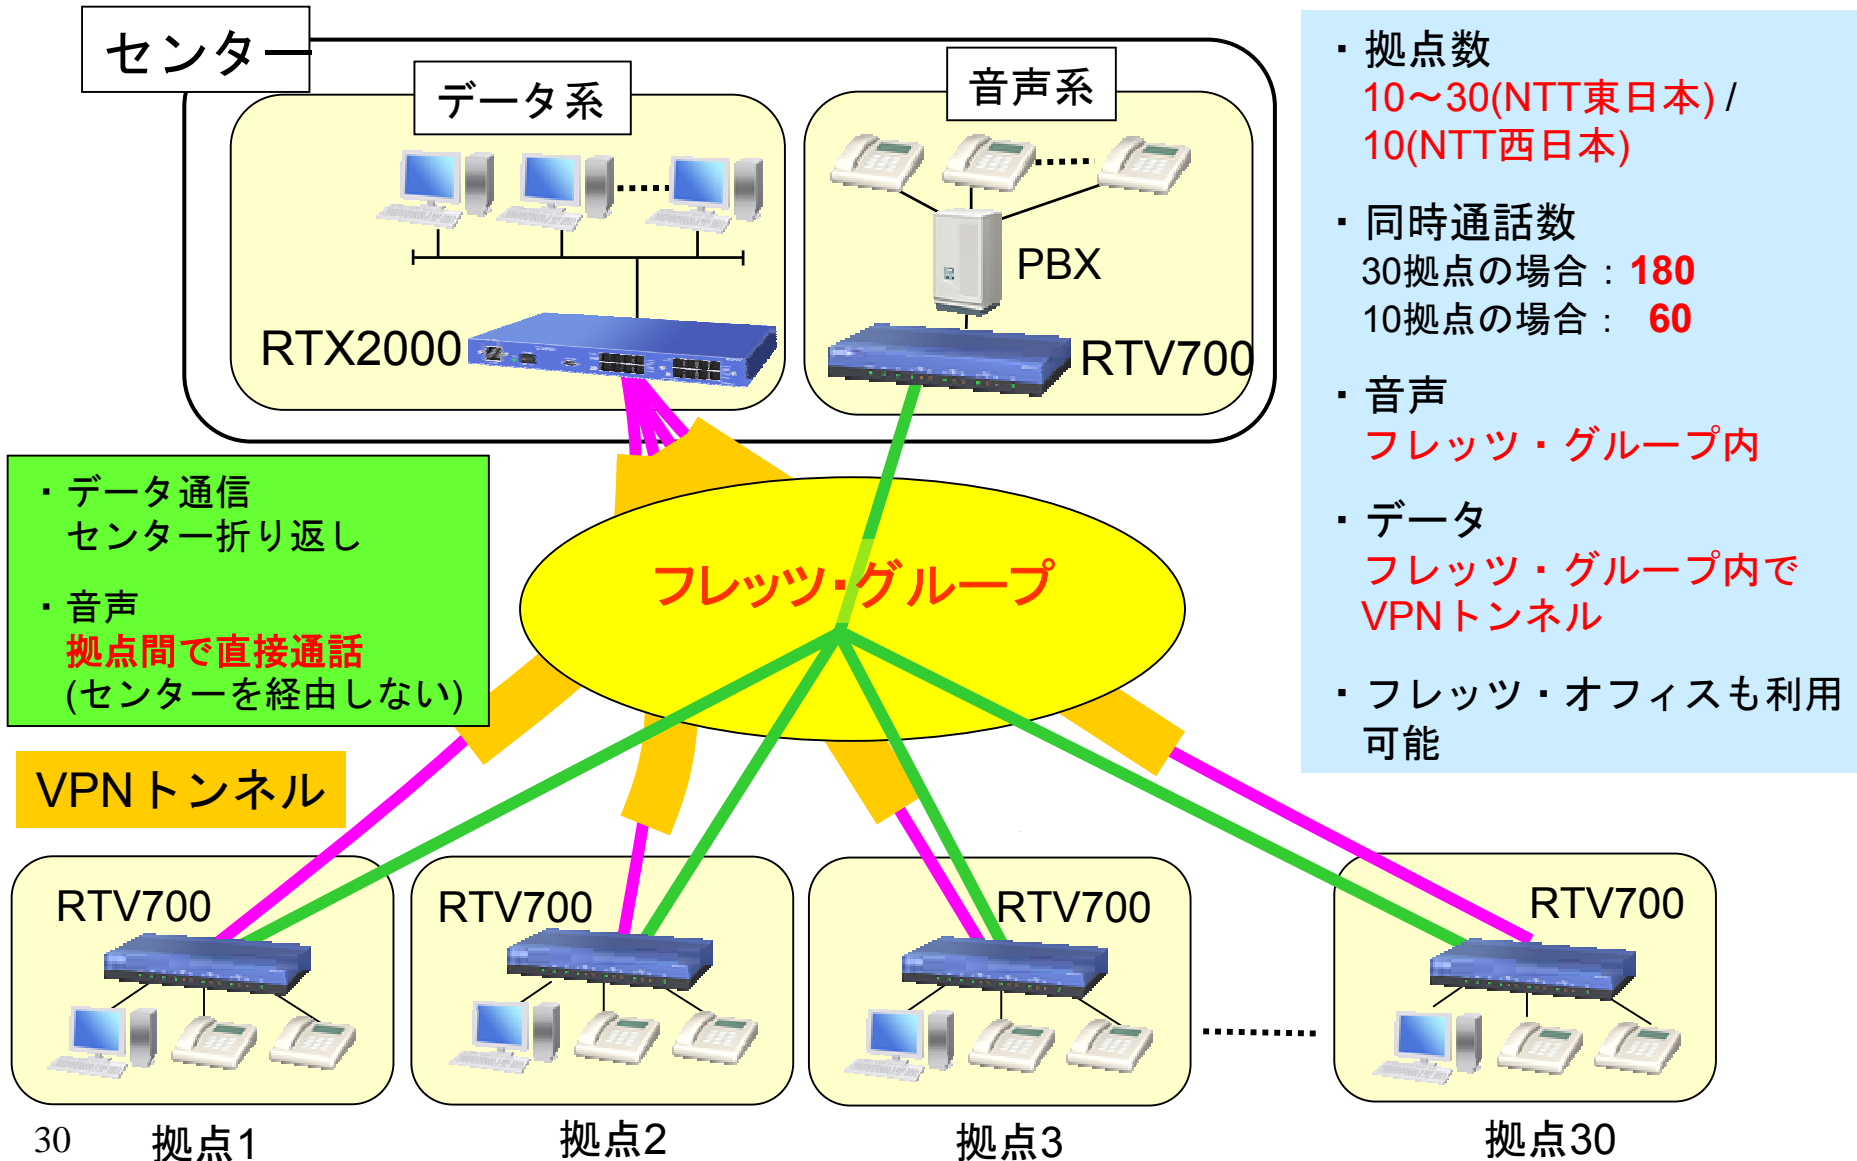 センター
データ系
音声系
PBX
RTX2000
RTV700
・拠点数
10～30(NTT東日本) /
10(NTT西日本)
・同時通話数
30拠点の場合：180
10拠点の場合： 60
・音声
フレッツ・グループ内
・データ
フレッツ・グループ内で
VPNトンネル
・フレッツ・オフィスも利用
可能
・データ通信
センター折り返し
・音声
拠点間で直接通話
(センターを経由しない)
フレッツ・グループ
VPNトンネル
RTV700
RTV700
RTV700
RTV700
拠点1
拠点2
拠点3
拠点30
30